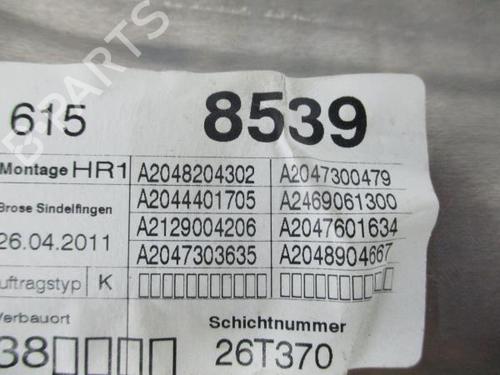 615 8539
Montage HR1 A2048204302 A2047300479
A2044401705 A2469061300
Brose Sindelfingen A2129004206 A2047601634
26.04.2011 A2047303635 A2048904667
uftragstyp K
Verbauort Schichtnummer
38 26T370
B PARTS